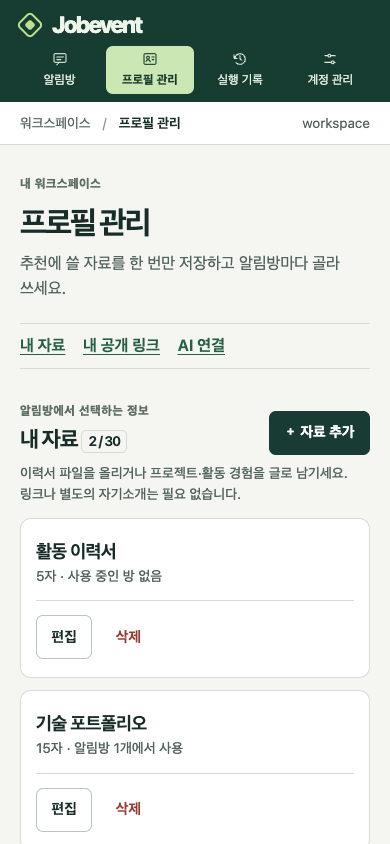 Jobevent
알림방
프로필 관리
실행 기록
계정 관리
워크스페이스 / 프로필 관리
workspace
내 워크스페이스
프로필 관리
추천에 쓸 자료를 한 번만 저장하고 알림방마다 골라
쓰세요.
내 자료
내 공개 링크
AI 연결
알림방에서 선택하는 정보
내 자료 2/30
+ 자료 추가
이력서 파일을 올리거나 프로젝트·활동 경험을 글로 남기세요.
링크나 별도의 자기소개는 필요 없습니다.
활동 이력서
5자 · 사용 중인 방 없음
편집
삭제
기술 포트폴리오
15자 · 알림방 1개에서 사용
편집
삭제